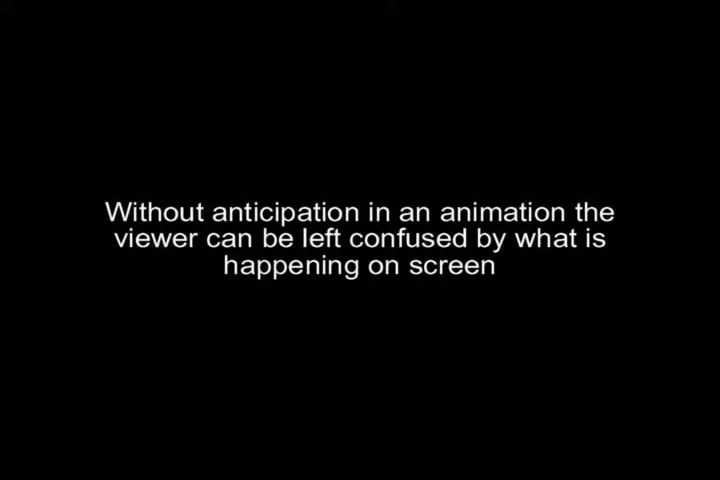 Without anticipation in an animation the
viewer can be left confused by what is
happening on screen